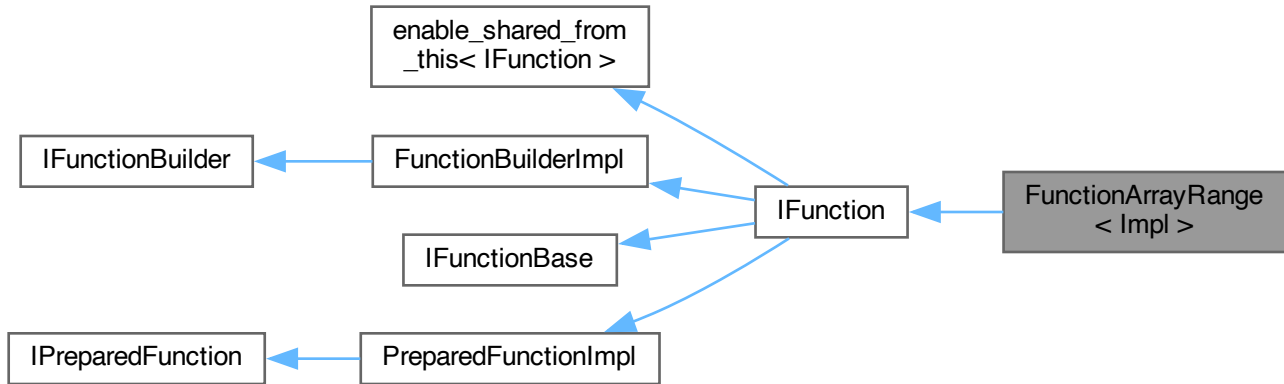 enable_shared_from
_this< IFunction >
IFunctionBuilder
FunctionBuilderImpl
IFunction
FunctionArrayRange
< Impl >
IFunctionBase
IPreparedFunction
PreparedFunctionImpl